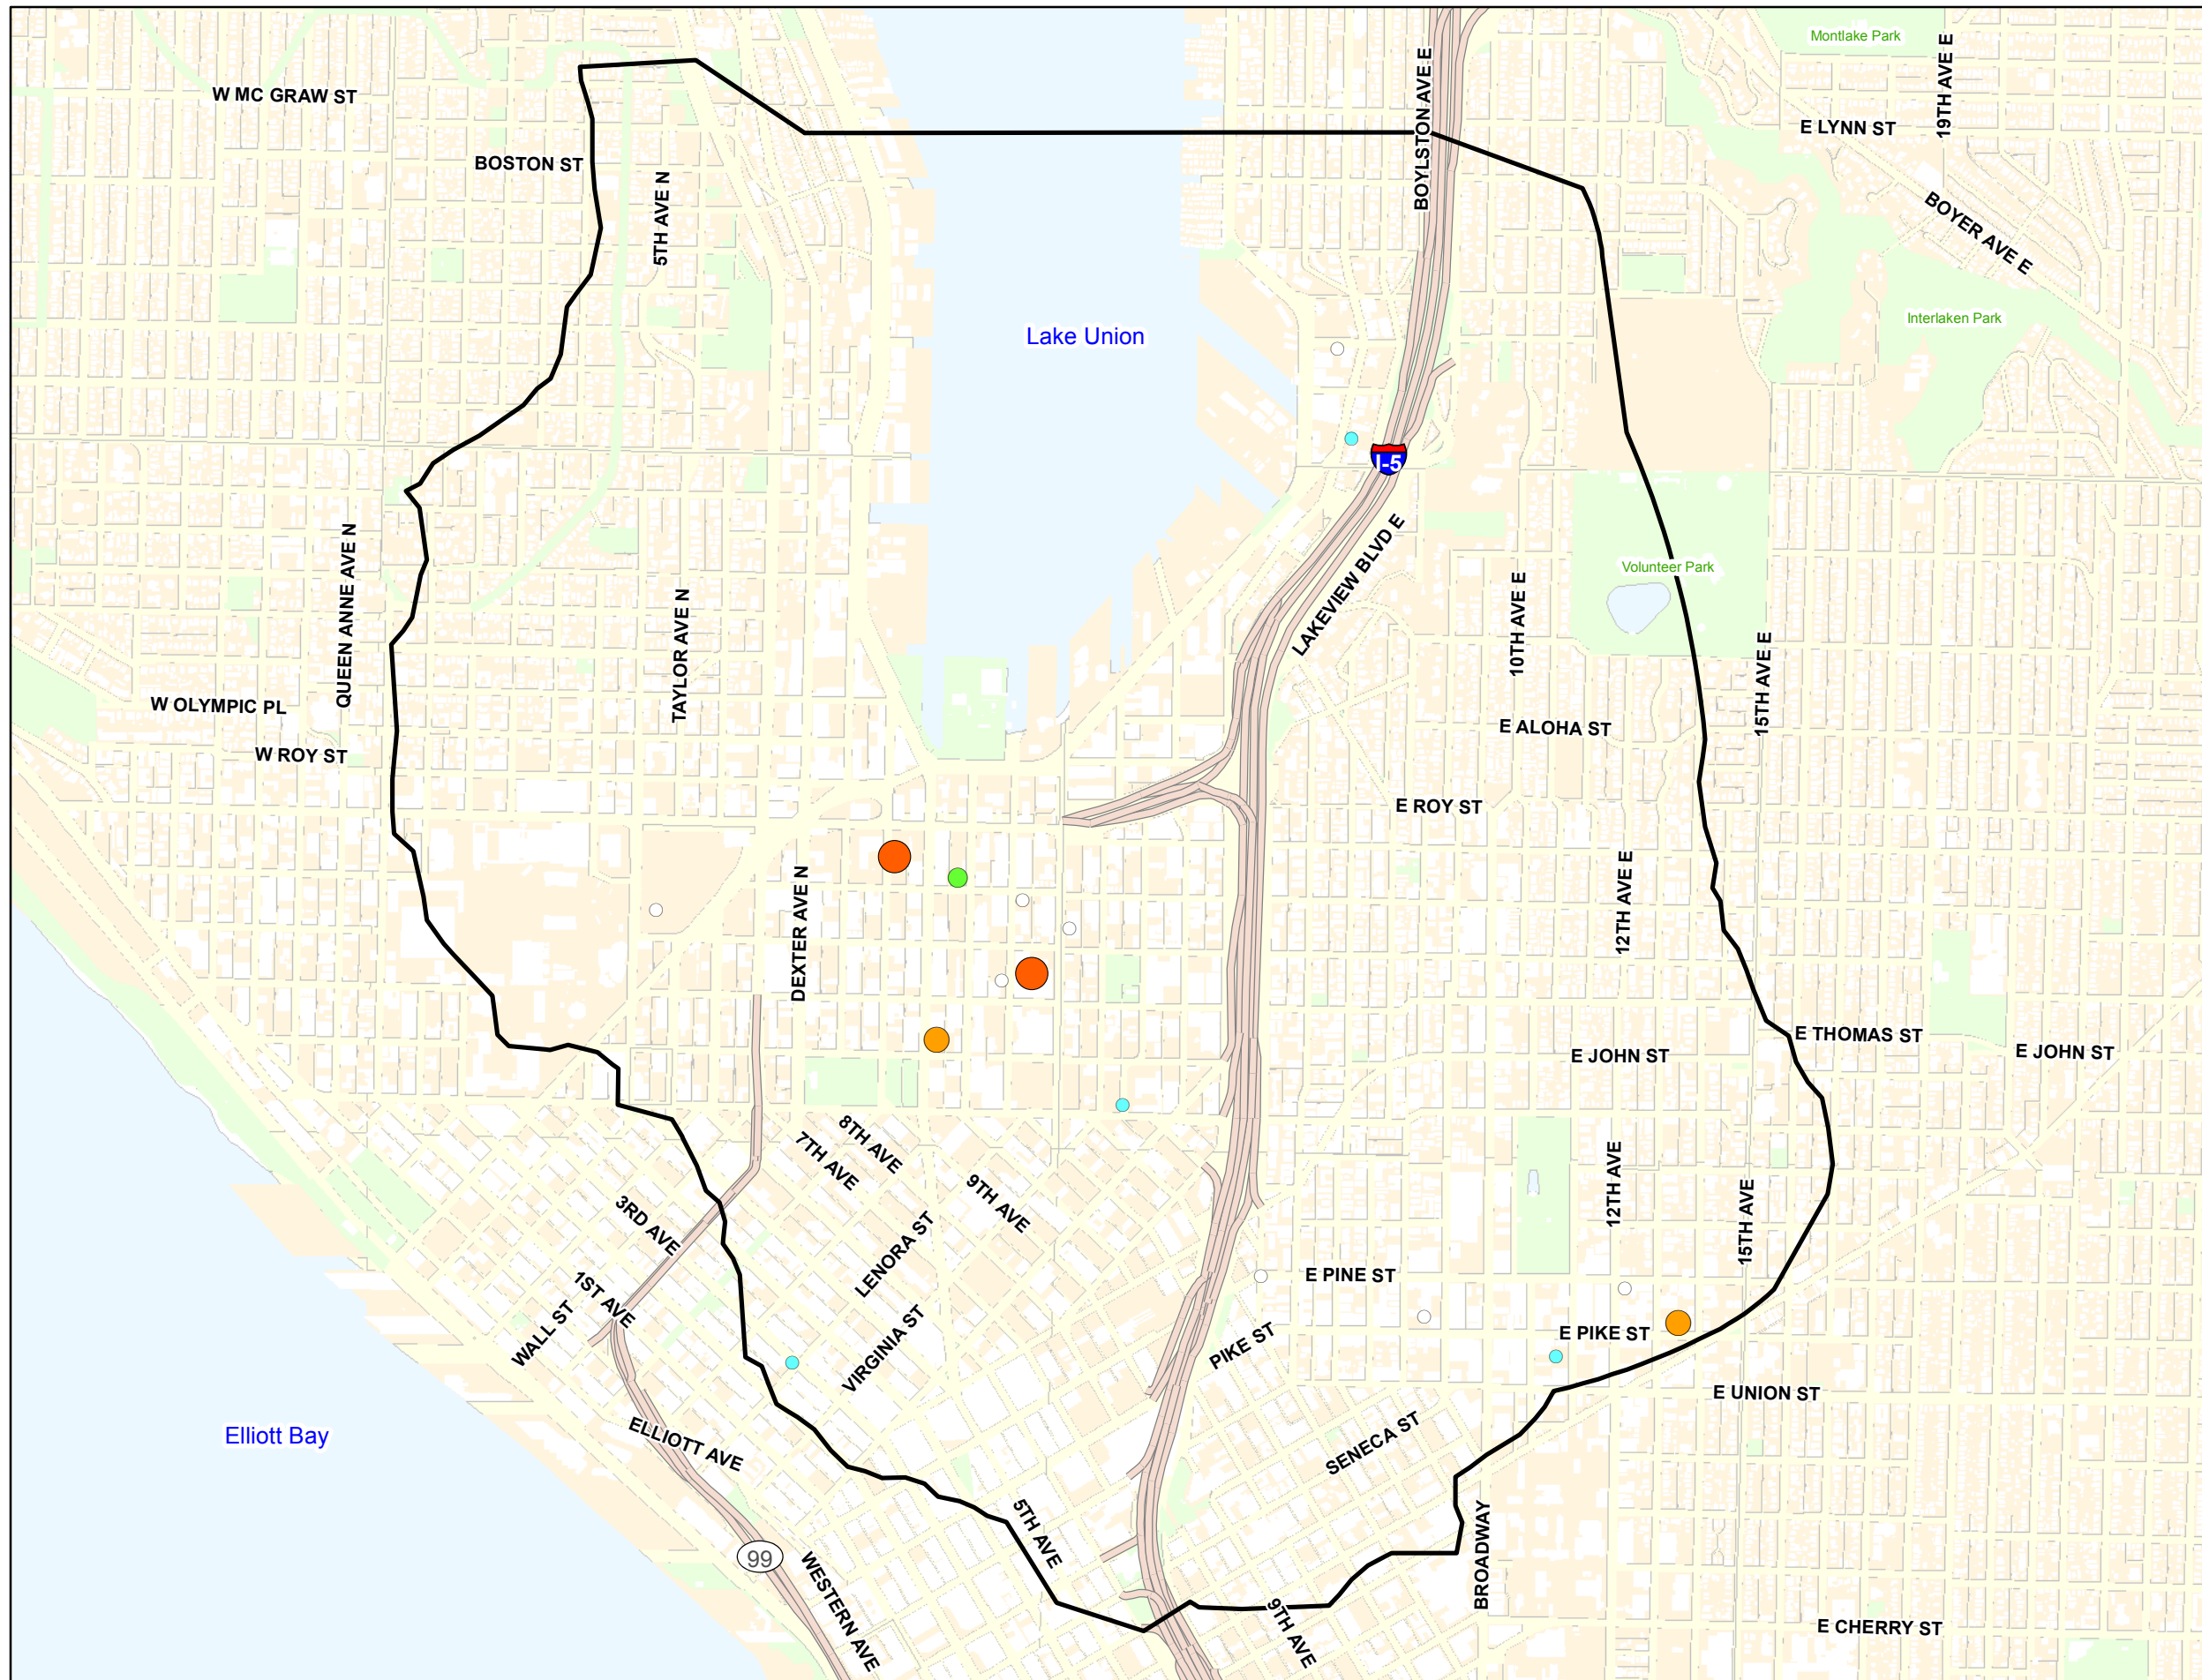 Montlake Park
W MC GRAW ST
BOYLSTON AVE E
19TH AVE E
E LYNN ST
BOSTON ST
5TH AVE N
BOYER AVE E
Lake Union
Interlaken Park
I-5
QUEEN ANNE AVE N
LAKEVIEW BLVD E
Volunteer Park
TAYLOR AVE N
10TH AVE E
15TH AVE E
W OLYMPIC PL
W ROY ST
E ALOHA ST
E ROY ST
DEXTER AVE N
12TH AVE E
E THOMAS ST
E JOHN ST
E JOHN ST
8TH AVE
7TH AVE
9TH AVE
12TH AVE
15TH AVE
3RD AVE
LENORA ST
1ST AVE
WALL ST
E PINE ST
VIRGINIA ST
PIKE ST
E PIKE ST
E UNION ST
Elliott Bay
ELLIOTT AVE
SENECA ST
5TH AVE
BROADWAY
99
WESTERN AVE
9TH AVE
E CHERRY ST